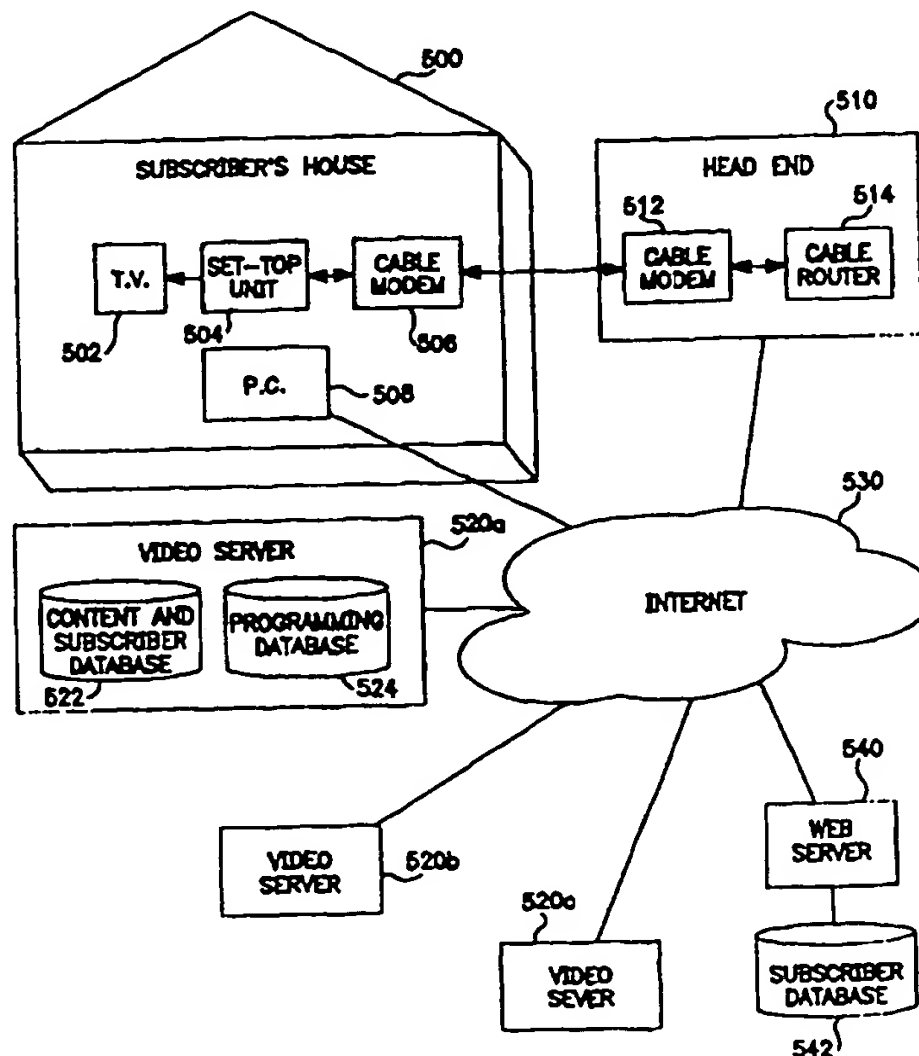 500
510
SUBSCRIBER'S HOUSE
HEAD END
512
514
T.V.
SET-TOP
UNIT
CABLE
MODEM
CABLE
MODEM
CABLE
ROUTER
502
504
506
P.C.
508
530
520a
VIDEO SERVER
CONTENT AND
SUBSCRIBER
DATABASE
PROGRAMMING
DATABASE
522
524
INTERNET
540
VIDEO
SERVER
520b
WEB
SERVER
520c
VIDEO
SEVER
SUBSCRIBER
DATABASE
542